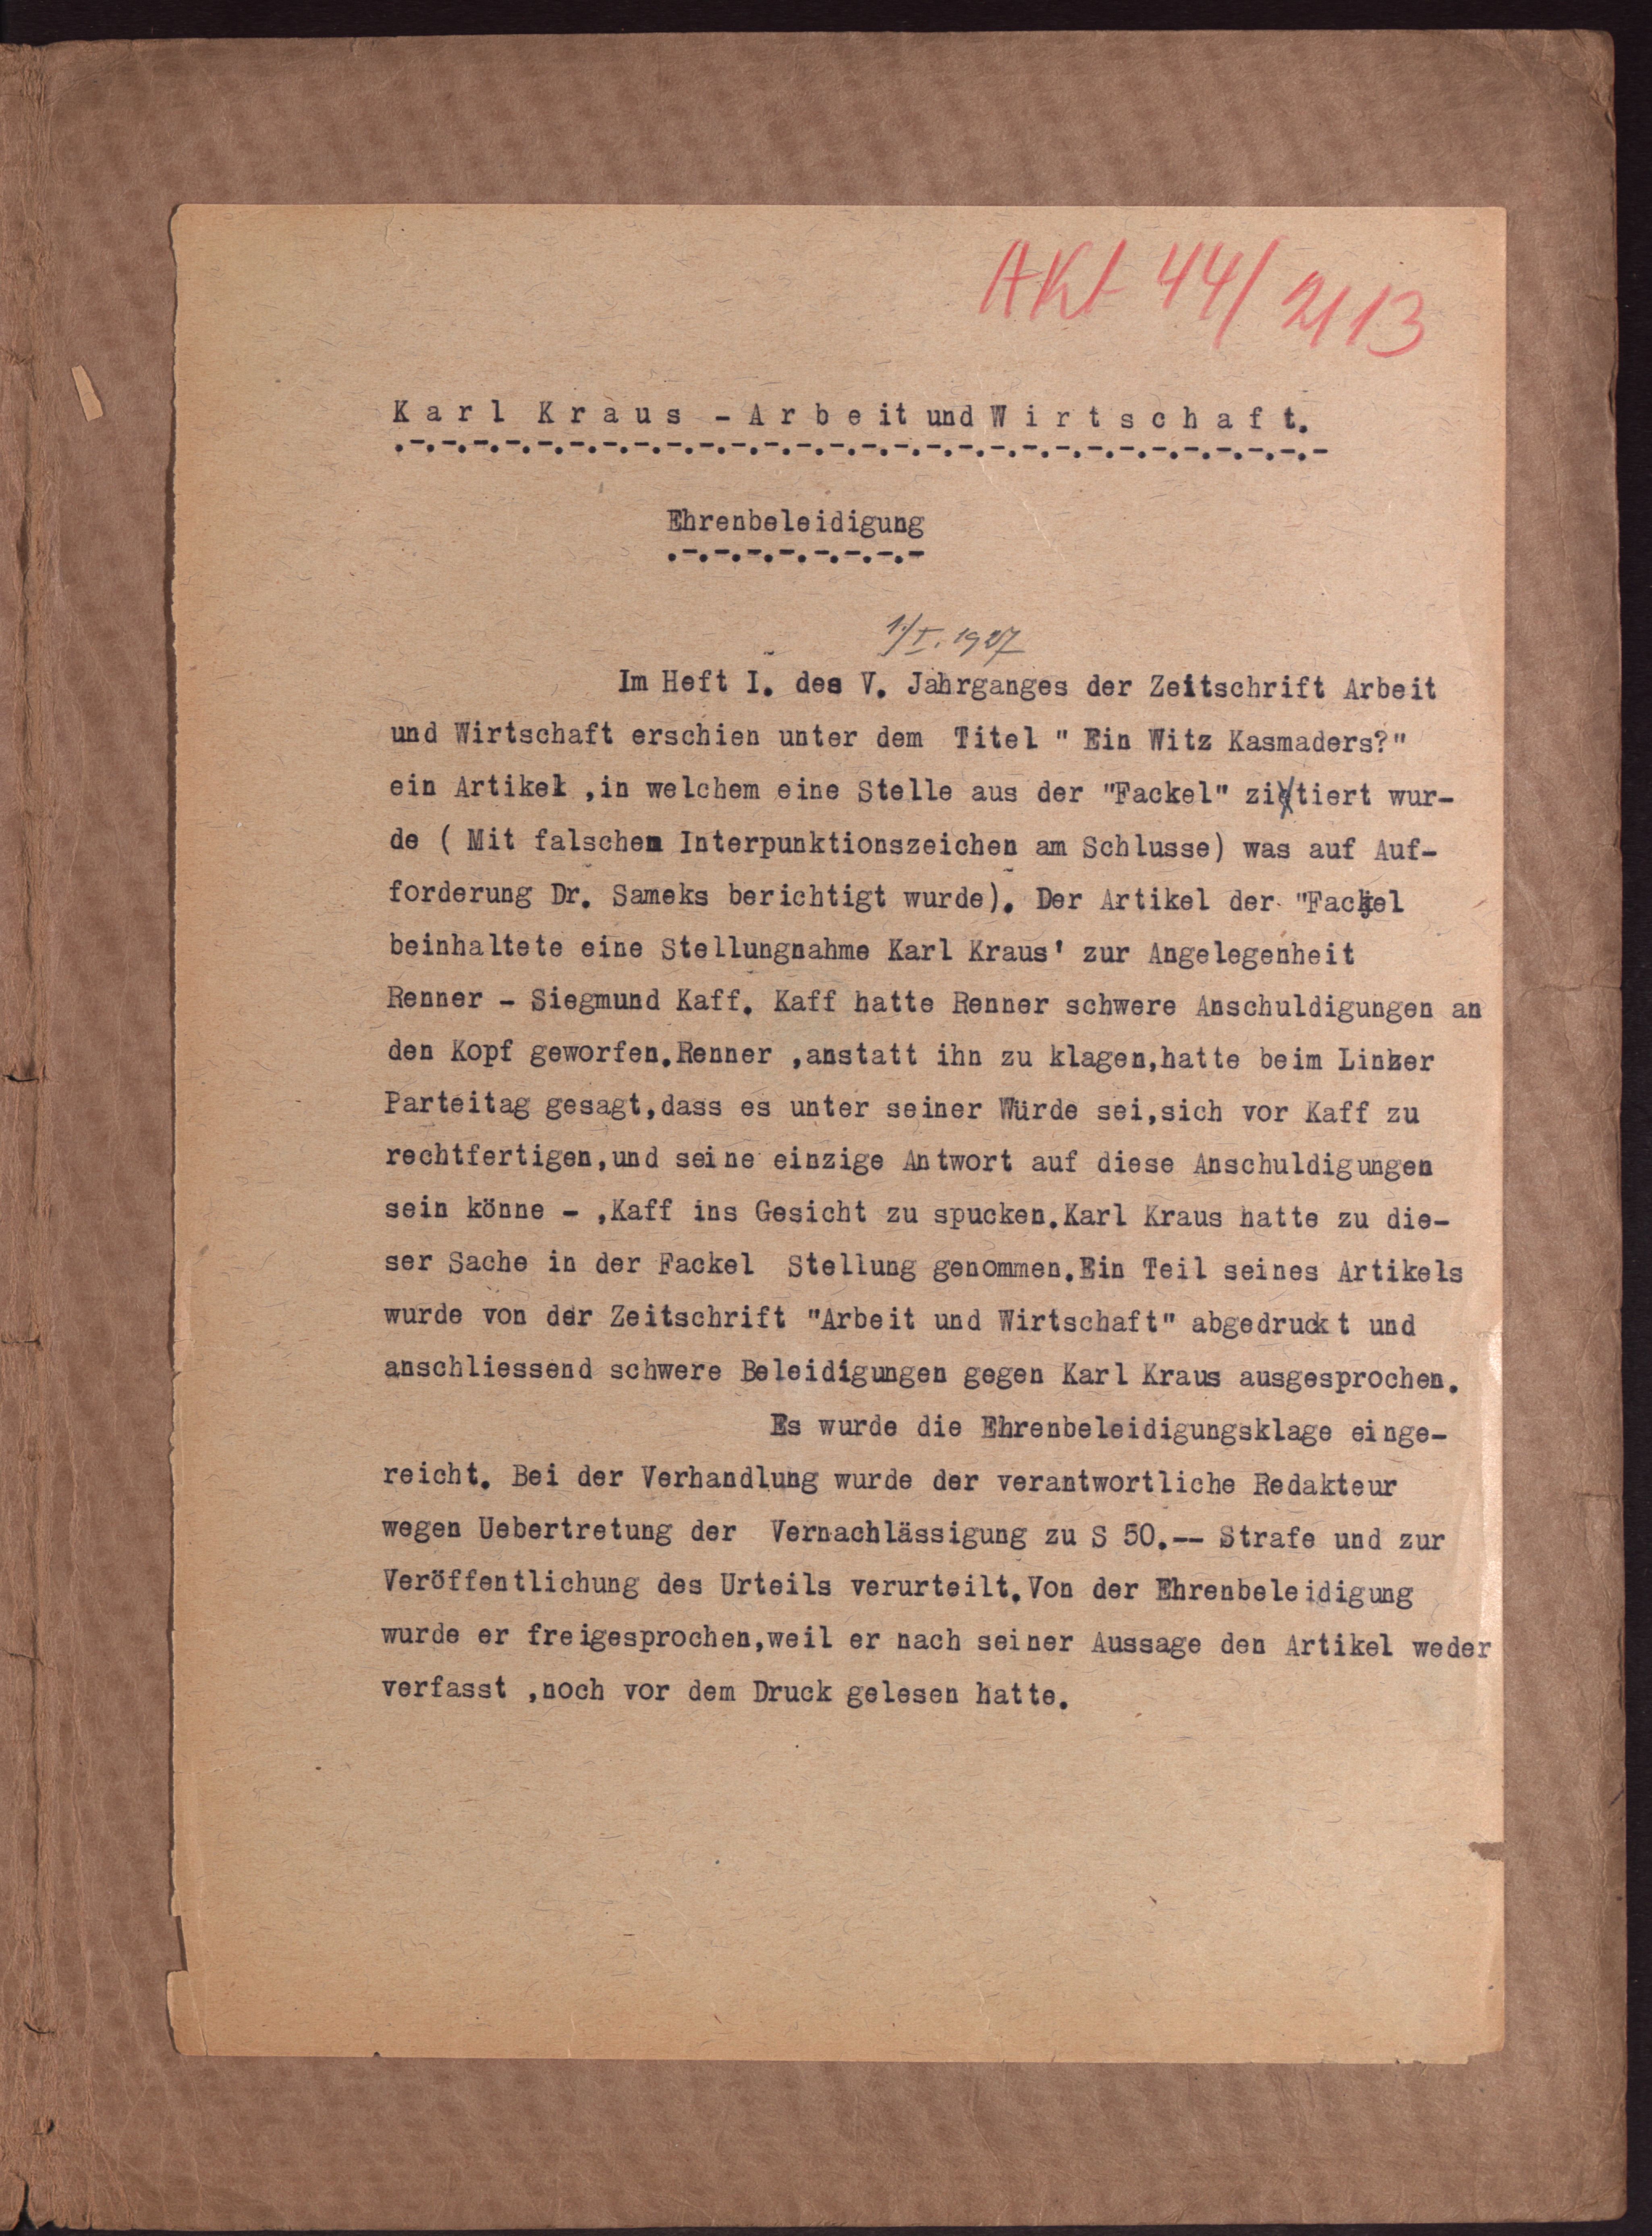 Akt 44/2113
Karl Kraus - Arbeit und Wirtschaft.
.-.-.-.-.-.-.-.-.-.-.-.-.-.-.-.-.-.-.-.-.-.-.-.-.-.-.-.-.-
Ehrenbeleidigung
.-.-.-.-.-.-.-.-
1./I. 1927
Im Heft I. des V. Jahrganges der Zeitschrift Arbeit
und Wirtschaft erschien unter dem Titel " Ein Witz Kasmaders?"
ein Artikel ,in welchem eine Stelle aus der "Fackel" zitiert wur-
de ( Mit falschem Interpunktionszeichen am Schlusse) was auf Auf-
forderung Dr. Sameks berichtigt wurde). Der Artikel der "Fackel
beinhaltete eine Stellungnahme Karl Kraus' zur Angelegenheit
Renner - Siegmund Kaff. Kaff hatte Renner schwere Anschuldigungen an
den Kopf geworfen.Renner ,anstatt ihn zu klagen,hatte beim Linzer
Parteitag gesagt,dass es unter seiner Würde sei,sich vor Kaff zu
rechtfertigen,und seine einzige Antwort auf diese Anschuldigungen
sein könne - ,Kaff ins Gesicht zu spucken.Karl Kraus hatte zu die-
ser Sache in der Fackel Stellung genommen.Ein Teil seines Artikels
wurde von der Zeitschrift "Arbeit und Wirtschaft" abgedruckt und
anschliessend schwere Beleidigungen gegen Karl Kraus ausgesprochen.
Es wurde die Ehrenbeleidigungsklage einge-
reicht. Bei der Verhandlung wurde der verantwortliche Redakteur
wegen Uebertretung der Vernachlässigung zu S 50.-- Strafe und zur
Veröffentlichung des Urteils verurteilt.Von der Ehrenbeleidigung
wurde er freigesprochen,weil er nach seiner Aussage den Artikel weder
verfasst ,noch vor dem Druck gelesen hatte.